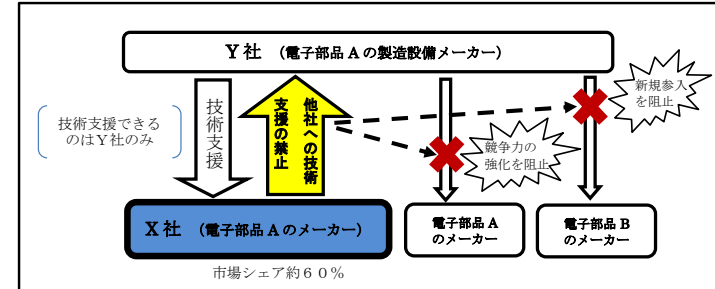 Y社 （電子部品Aの製造設備メーカー）
新規参入
を阻止
技術支援できる
のはY社のみ
技術支援
他社への技術
支援の禁止
競争力の
強化を阻止
X社 （電子部品Aのメーカー）
電子部品A
のメーカー
電子部品B
のメーカー
市場シェア約６０％